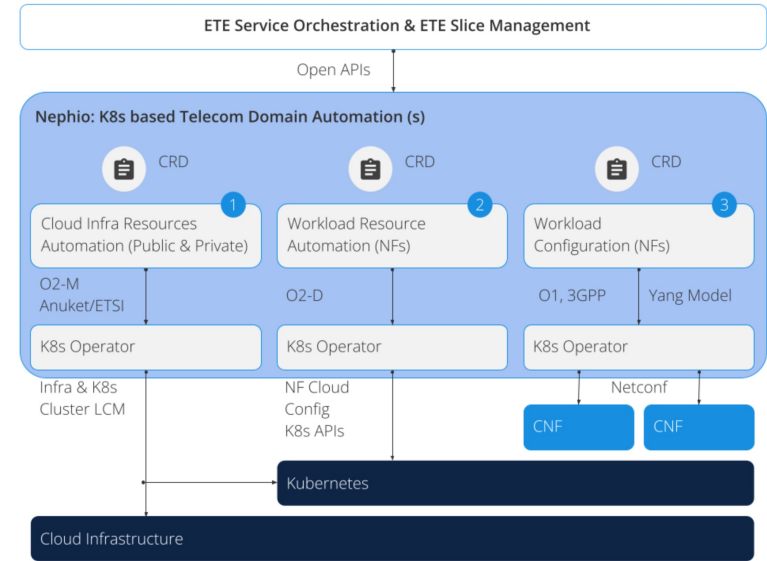 ETE Service Orchestration & ETE Slice Management
Open APIs
Nephio: K8s based Telecom Domain Automation (s)
CRD
CRD
CRD
1
Cloud Infra Resources
Automation (Public & Private)
2
Workload Resource
Automation (NFs)
3
Workload
Configuration (NFs)
O2-M
Anuket/ETSI
O2-D
O1, 3GPP
Yang Model
K8s Operator
K8s Operator
K8s Operator
Infra & K8s
Cluster LCM
NF Cloud
Config
K8s APIs
Netconf
CNF
CNF
Kubernetes
Cloud Infrastructure